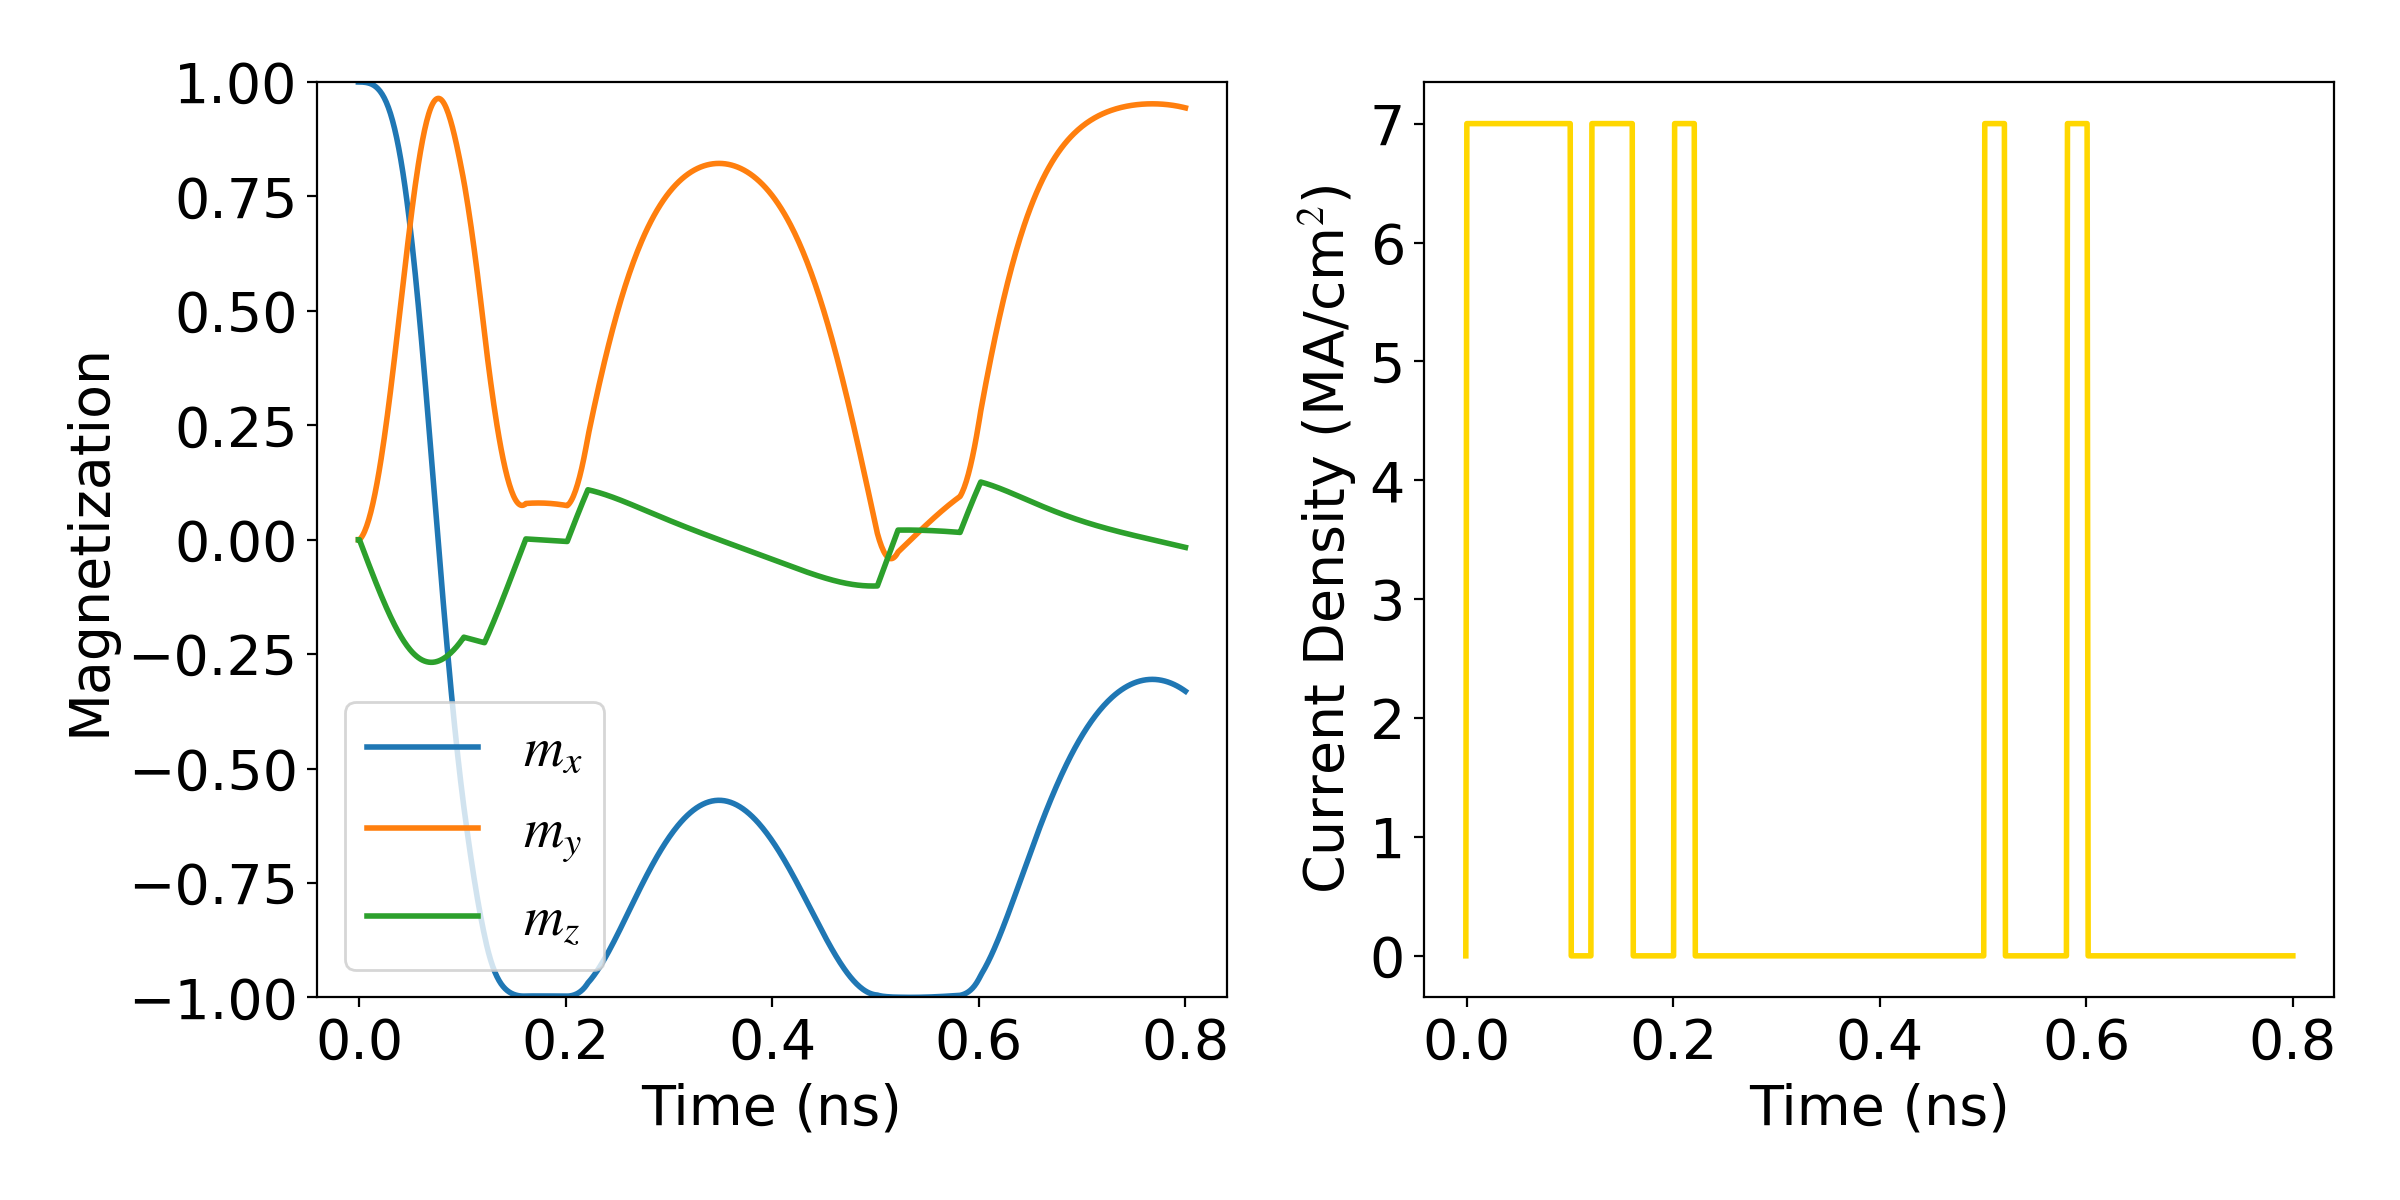 Magnetization
1.00
0.75
0.50
0.25
0.00
−0.25
−0.50
−0.75
−1.00
m_x
m_y
m_z
0.0 0.2 0.4 0.6 0.8
Time (ns)
Current Density (MA/cm²)
7
6
5
4
3
2
1
0
0.0 0.2 0.4 0.6 0.8
Time (ns)